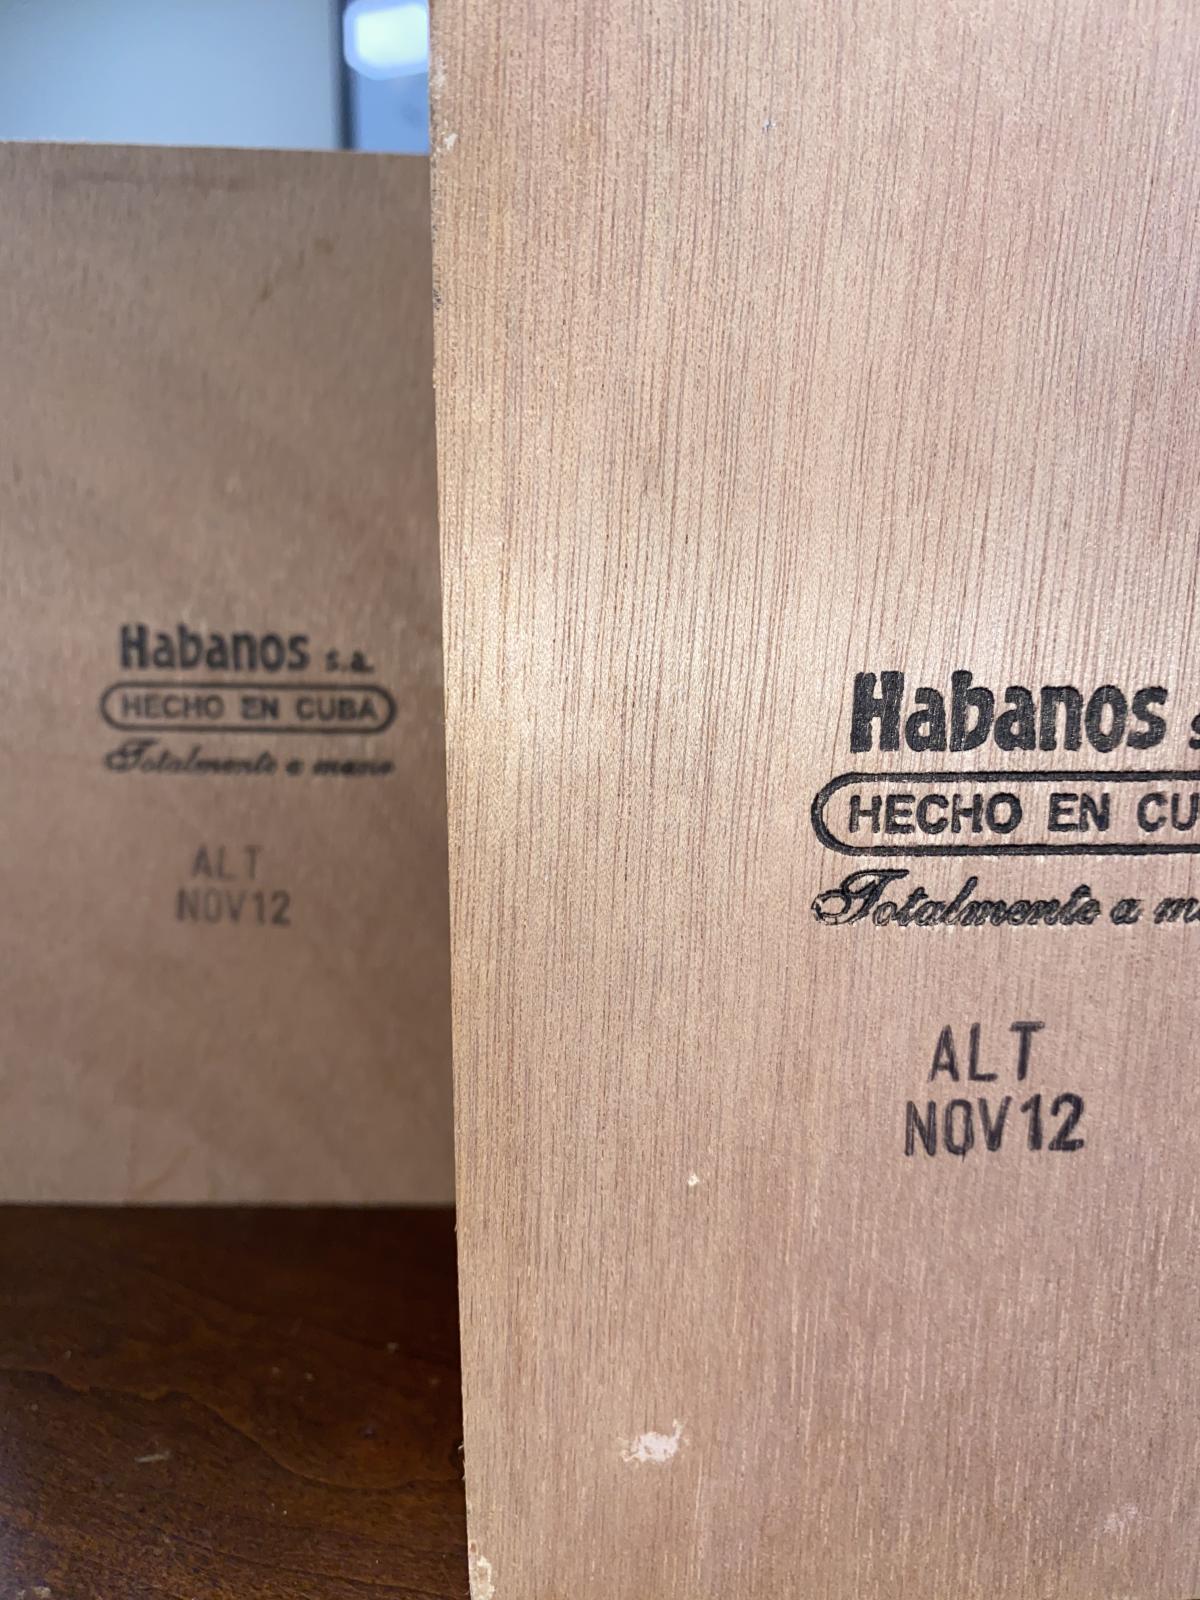 Habanos s.a.
HECHO EN CUBA
Totalmente a mano
ALT
NOV12
Habanos s
HECHO EN CU
Totalmente a m
ALT
NOV12